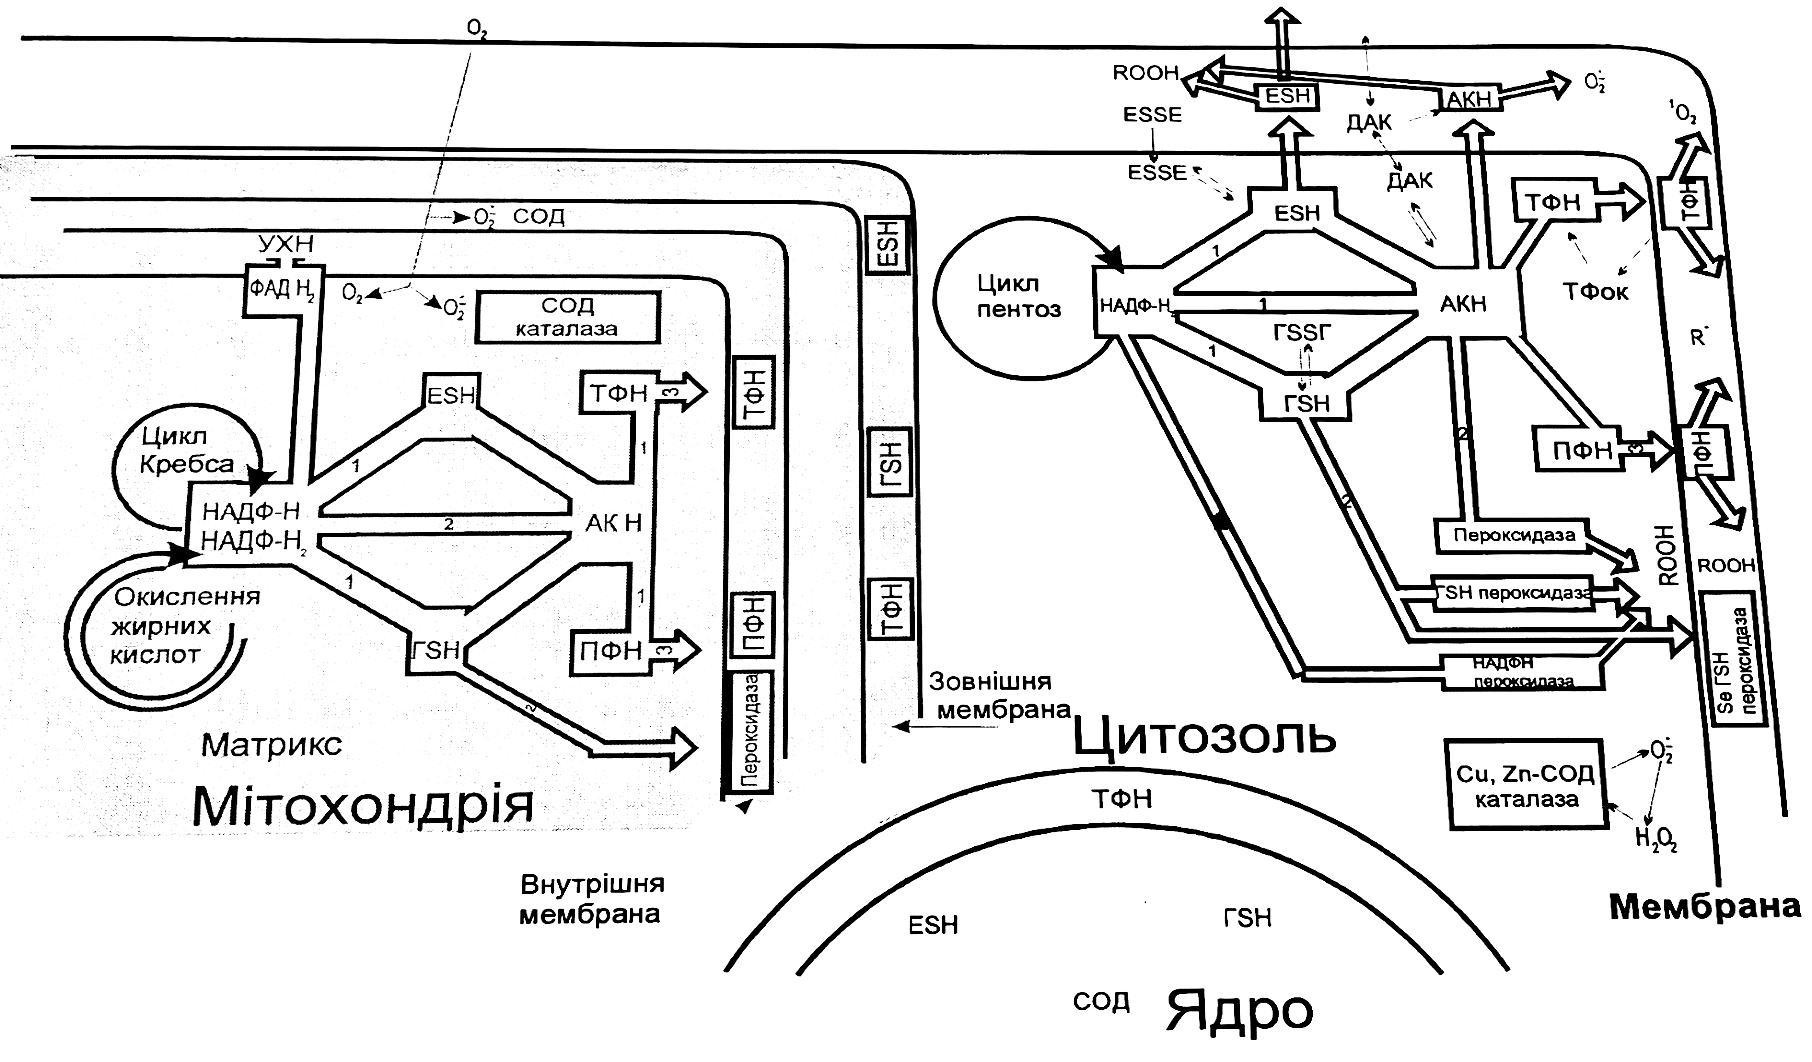 O₂
ROOH
ESH
АКН
O₂∸
ESSE
ДАК
¹O₂
ESSE
ДАК
ТФН
ТФН
ESH
1
ТФок
Цикл
пентоз
НАДФ-Н₂
1
АКН
ГSSГ
R·
1
ГSH
2
ПФН
3
ПФН
2
Пероксидаза
ROOH
ROOH
ГSH пероксидаза
НАДФН
пероксидаза
Se ГSH
пероксидаза
Цитозоль
Cu, Zn-СОД
каталаза
O₂∸
H₂O₂
Мембрана
O₂∸ СОД
УХН
ФАД Н₂
O₂
O₂∸
СОД
каталаза
ESH
ESH
ТФН
3
ТФН
Цикл
Кребса
1
1
ГSH
НАДФ-Н
НАДФ-Н₂
2
АК Н
1
1
Окислення
жирних
кислот
ГSH
ПФН
3
ПФН
ТФН
2
Пероксидаза
Матрикс
Мітохондрія
Зовнішня
мембрана
Внутрішня
мембрана
ТФН
ESH
ГSH
СОД
Ядро